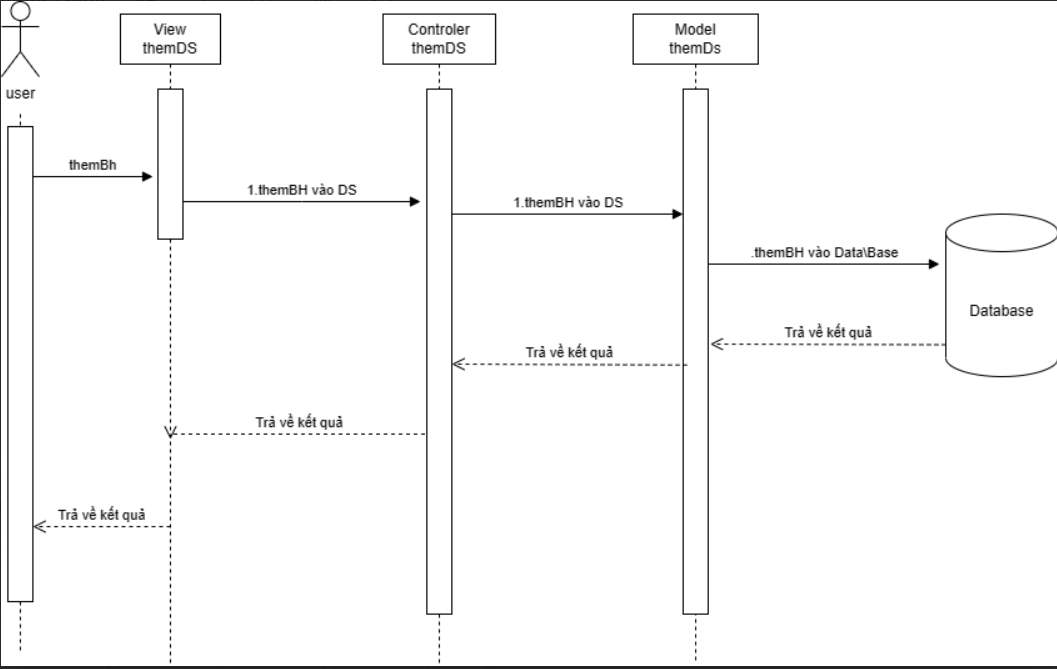 View
themDS
Controler
themDS
Model
themDs
user
themBh
1.themBH vào DS
1.themBH vào DS
.themBH vào Data\Base
Database
Trả về kết quả
Trả về kết quả
Trả về kết quả
Trả về kết quả